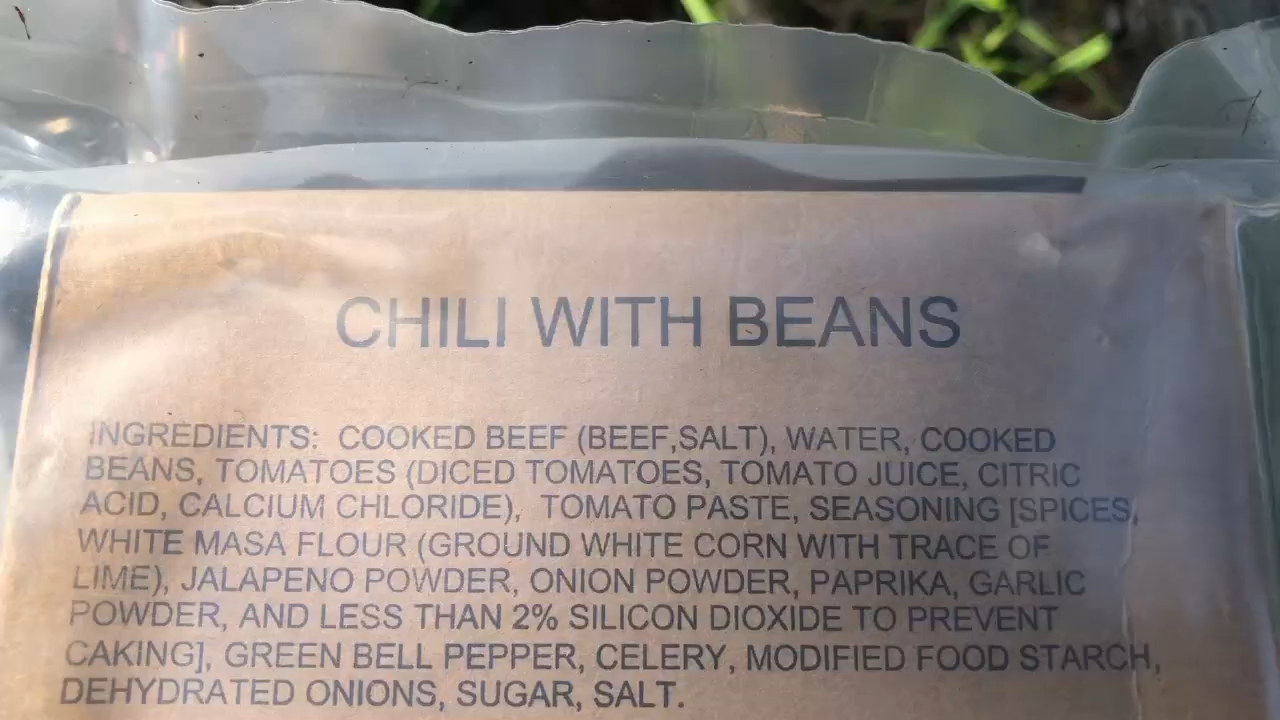 CHILI WITH BEANS
INGREDIENTS: COOKED BEEF (BEEF,SALT), WATER, COOKED
BEANS, TOMATOES (DICED TOMATOES, TOMATO JUICE, CITRIC
ACID, CALCIUM CHLORIDE), TOMATO PASTE, SEASONING [SPICES,
WHITE MASA FLOUR (GROUND WHITE CORN WITH TRACE OF
LIME), JALAPENO POWDER, ONION POWDER, PAPRIKA, GARLIC
POWDER, AND LESS THAN 2% SILICON DIOXIDE TO PREVENT
CAKING], GREEN BELL PEPPER, CELERY, MODIFIED FOOD STARCH,
DEHYDRATED ONIONS, SUGAR, SALT.